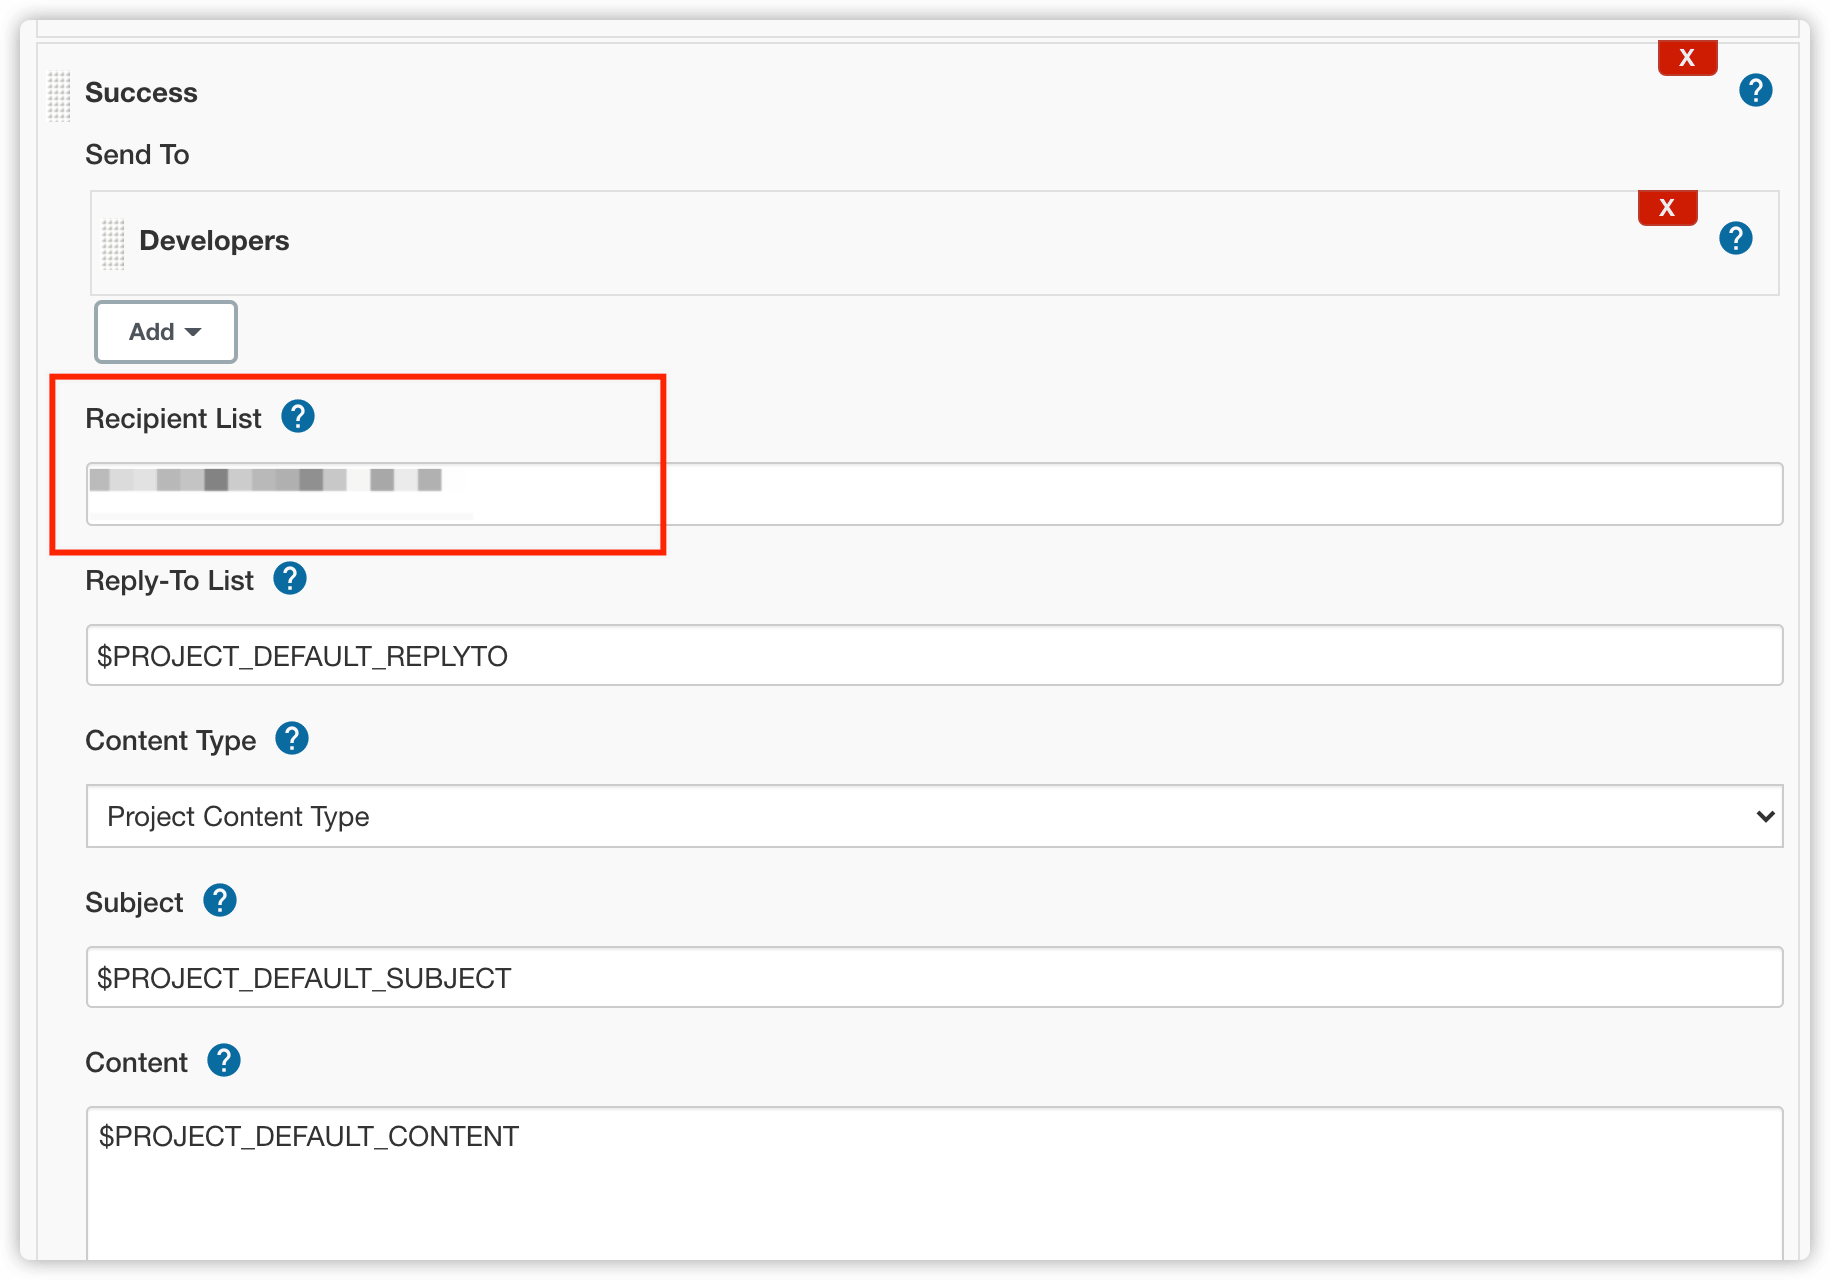 X
Success
?
Send To
X
Developers
?
Add
Recipient List ?
Reply-To List ?
$PROJECT_DEFAULT_REPLYTO
Content Type ?
Project Content Type
Subject ?
$PROJECT_DEFAULT_SUBJECT
Content ?
$PROJECT_DEFAULT_CONTENT